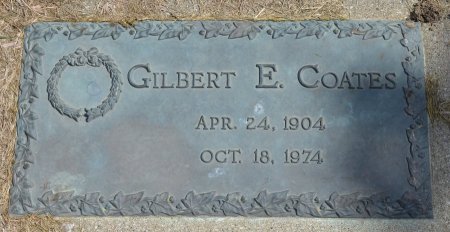 GILBERT E. COATES
APR. 24, 1904
OCT. 18, 1974